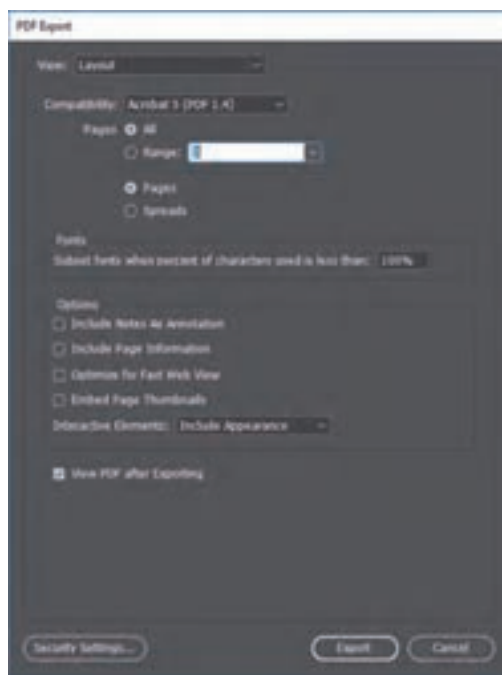 PDF Export
View: Layout
Compatibility: Acrobat 5 (PDF 1.4)
Pages All
Range:
Pages
Spreads
Fonts
Subset fonts when percent of characters used is less than: 100%
Options
Include Notes As Annotation
Include Page Information
Optimize for Fast Web View
Embed Page Thumbnails
Interactive Elements: Include Appearance
View PDF after Exporting
Security Settings...
Export
Cancel